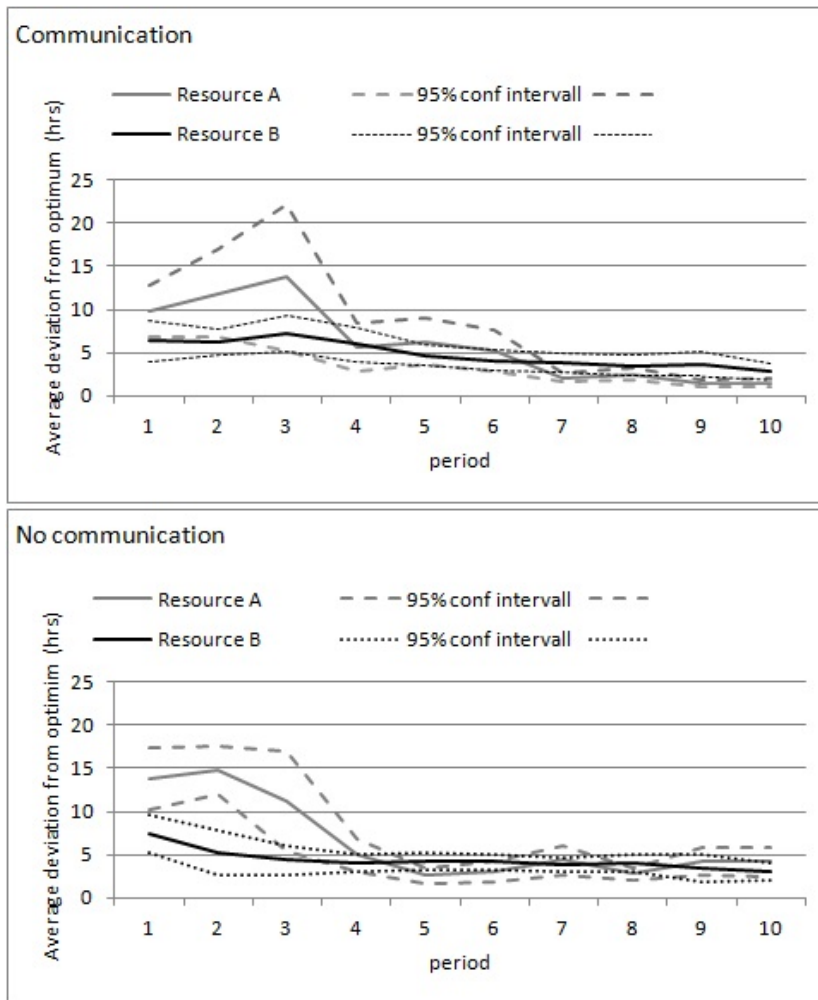 Communication
Resource A 95% conf intervall
Resource B 95% conf intervall
Average deviation from optimum (hrs)
25
20
15
10
5
0
1 2 3 4 5 6 7 8 9 10
period
No communication
Resource A 95% conf intervall
Resource B 95% conf intervall
Average deviation from optimim (hrs)
25
20
15
10
5
0
1 2 3 4 5 6 7 8 9 10
period